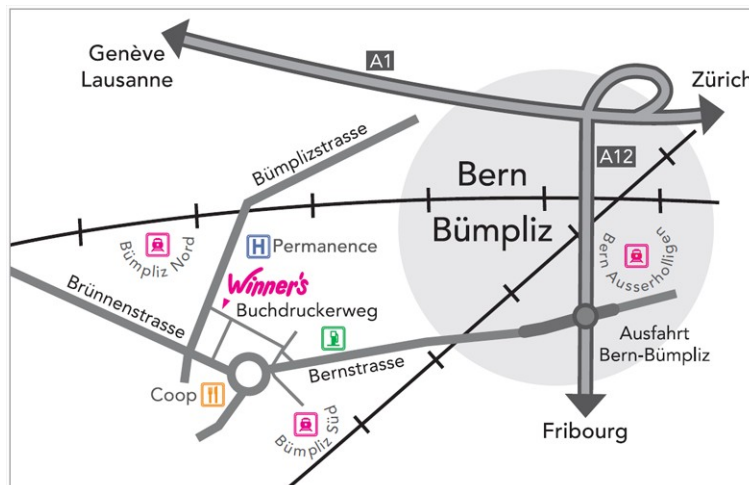 Genève
Lausanne
A1
Zürich
A12
Bümplizstrasse
Bern
Bümpliz
Bümpliz Nord
H Permanence
Bern Ausserholligen
Winner's
Buchdruckerweg
Brünnenstrasse
Ausfahrt
Bern-Bümpliz
Bernstrasse
Coop
Bümpliz Süd
Fribourg